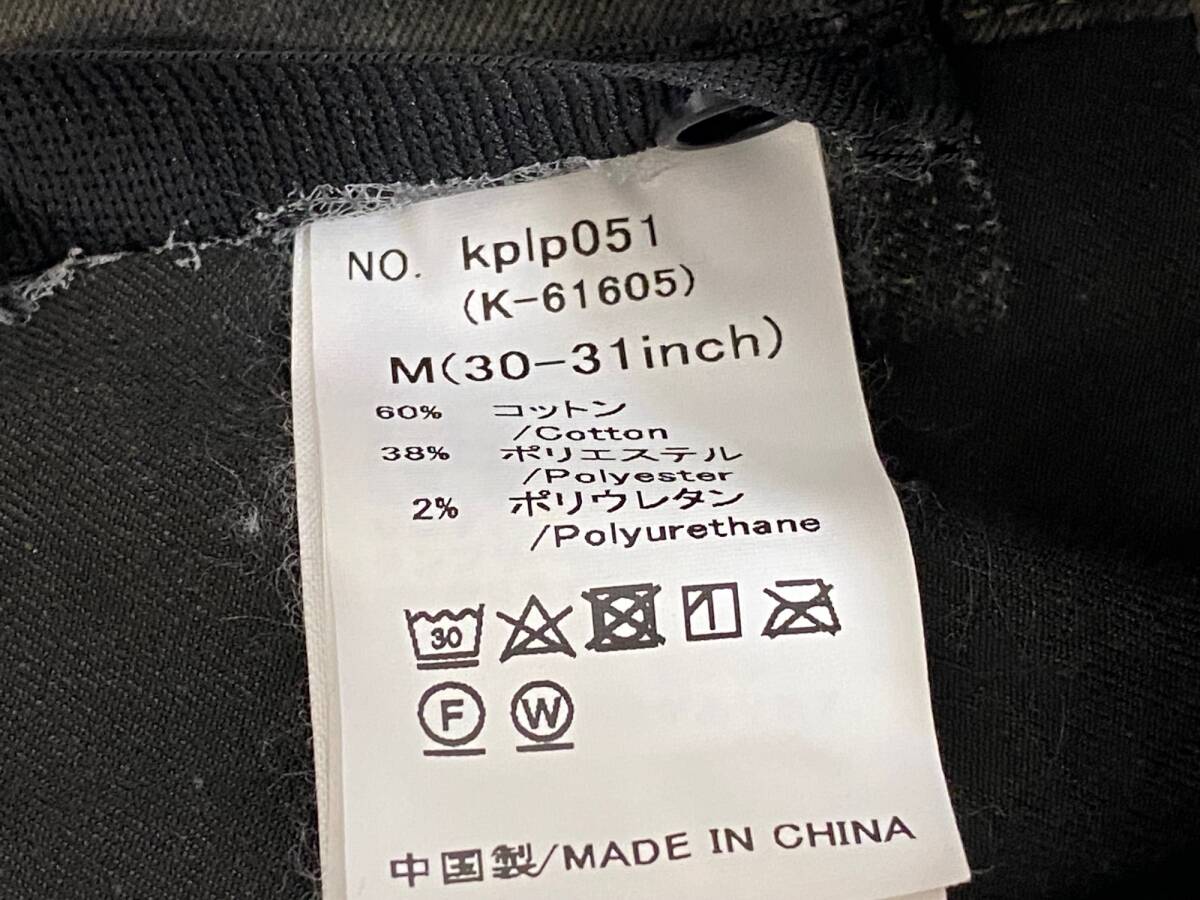 NO. kplp051
(K-61605)
M(30-31inch)
60% コットン
/Cotton
38% ポリエステル
/Polyester
2% ポリウレタン
/Polyurethane
30
F W
中国製/MADE IN CHINA